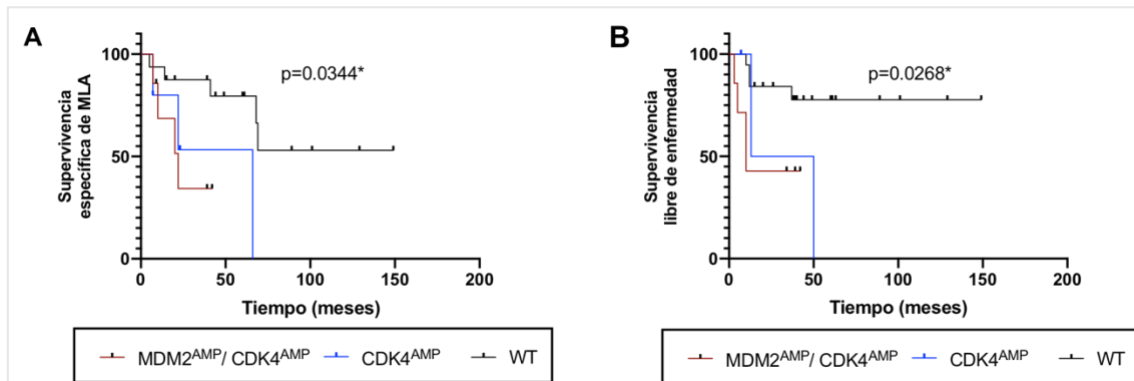 A
Supervivencia
específica de MLA
100
50
0
p=0.0344*
0 50 100 150 200
Tiempo (meses)
MDM2AMP/ CDK4AMP CDK4AMP WT
B
Supervivencia
libre de enfermedad
100
50
0
p=0.0268*
0 50 100 150 200
Tiempo (meses)
MDM2AMP/ CDK4AMP CDK4AMP WT